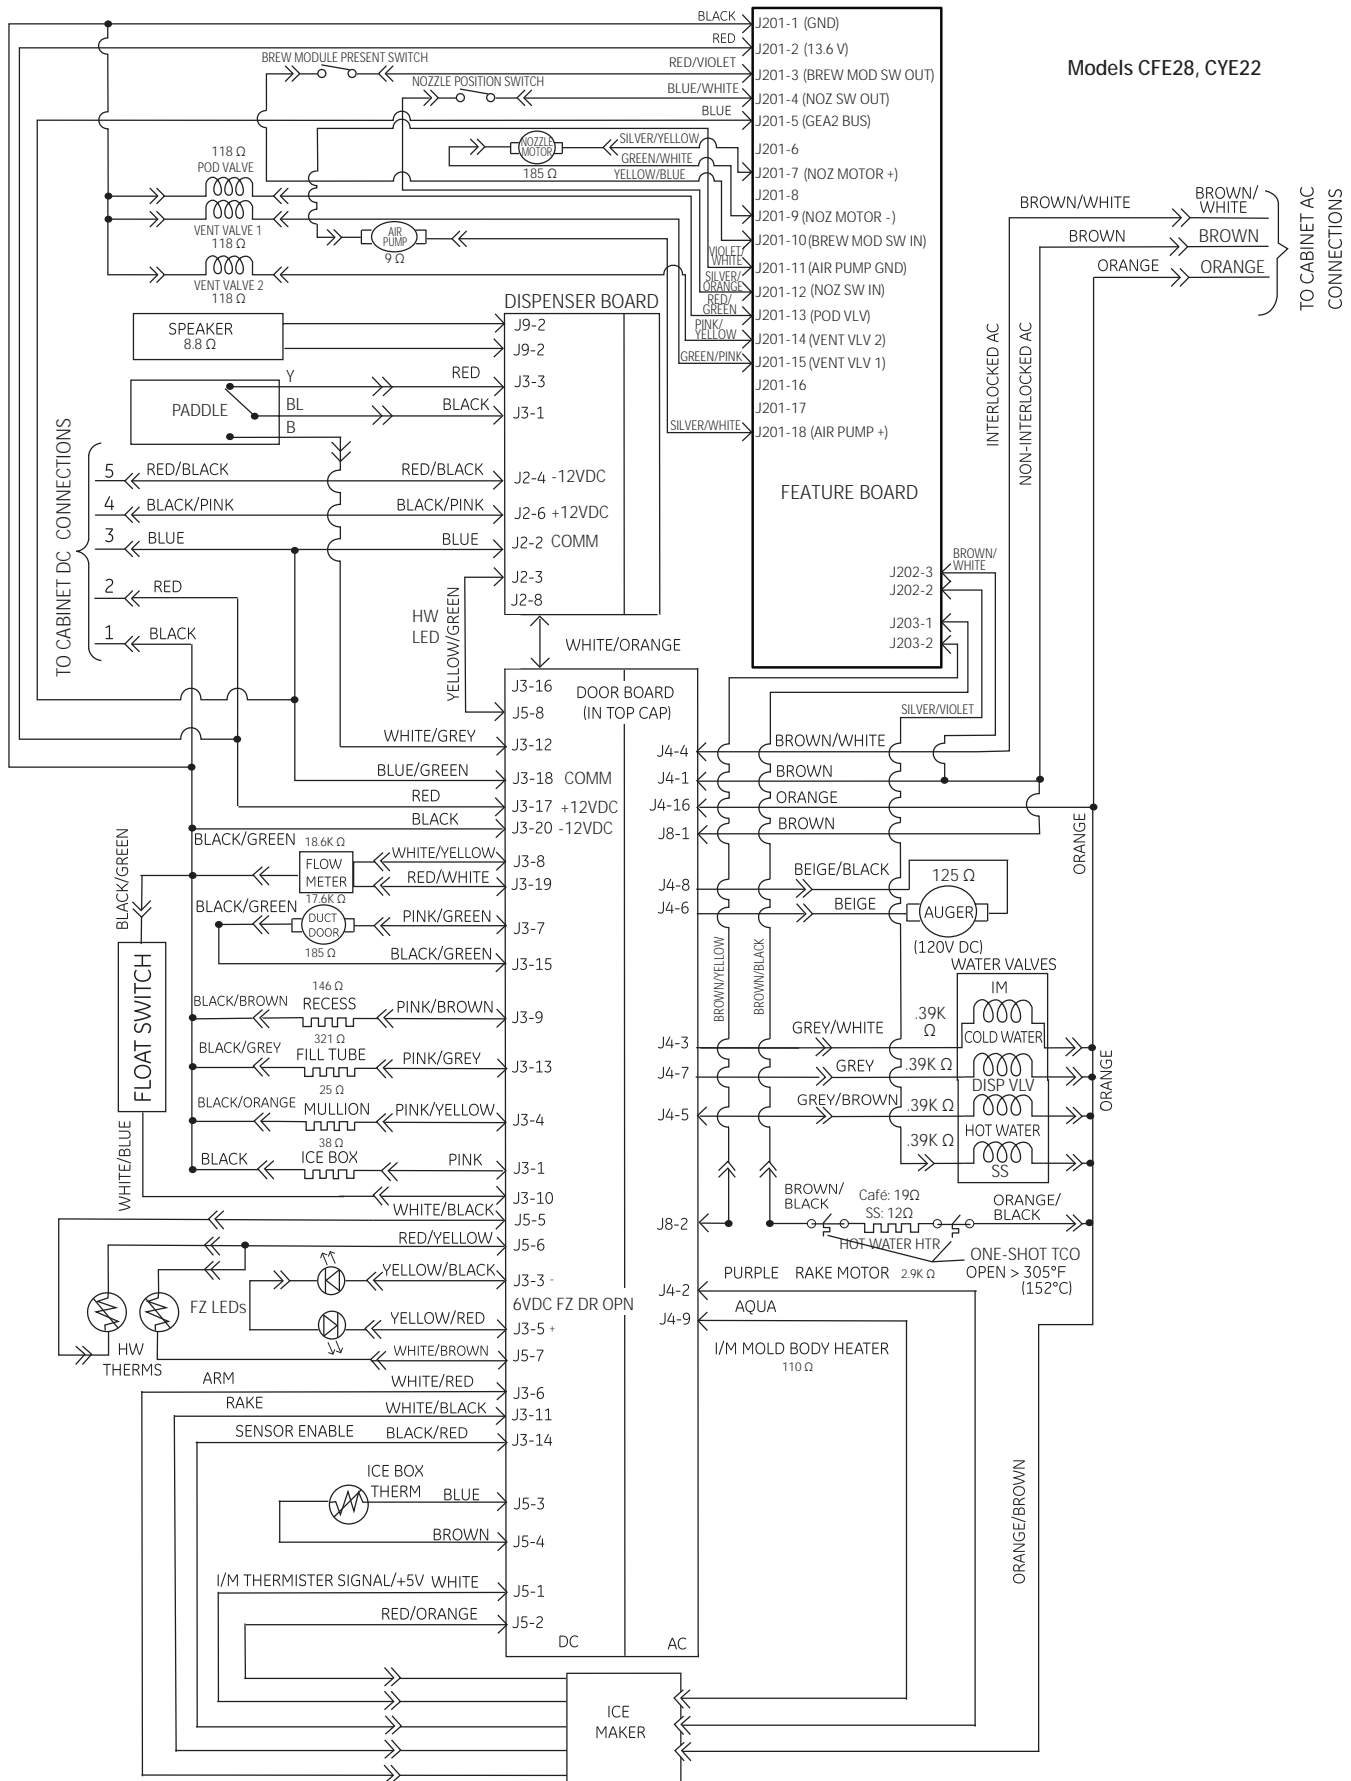 Models CFE28, CYE22
BLACK
J201-1 (GND)
RED
J201-2 (13.6 V)
BREW MODULE PRESENT SWITCH
RED/VIOLET
J201-3 (BREW MOD SW OUT)
NOZZLE POSITION SWITCH
BLUE/WHITE
J201-4 (NOZ SW OUT)
BLUE
J201-5 (GEA2 BUS)
NOZZLE
MOTOR
185 Ω
SILVER/YELLOW
J201-6
GREEN/WHITE
J201-7 (NOZ MOTOR +)
YELLOW/BLUE
J201-8
J201-9 (NOZ MOTOR -)
J201-10 (BREW MOD SW IN)
118 Ω
POD VALVE
VENT VALVE 1
118 Ω
VENT VALVE 2
118 Ω
AIR
PUMP
9 Ω
VIOLET/
WHITE
J201-11 (AIR PUMP GND)
SILVER/
ORANGE
J201-12 (NOZ SW IN)
RED/
GREEN
J201-13 (POD VLV)
PINK/
YELLOW
J201-14 (VENT VLV 2)
GREEN/PINK
J201-15 (VENT VLV 1)
J201-16
J201-17
SILVER/WHITE
J201-18 (AIR PUMP +)
FEATURE BOARD
BROWN/
WHITE
J202-3
J202-2
J203-1
J203-2
BROWN/WHITE
BROWN/
WHITE
BROWN
BROWN
ORANGE
ORANGE
TO CABINET AC
CONNECTIONS
INTERLOCKED AC
NON-INTERLOCKED AC
DISPENSER BOARD
SPEAKER
8.8 Ω
J9-2
J9-2
PADDLE
Y
RED
J3-3
BL
BLACK
J3-1
B
TO CABINET DC CONNECTIONS
5
RED/BLACK
RED/BLACK
J2-4 -12VDC
4
BLACK/PINK
BLACK/PINK
J2-6 +12VDC
3
BLUE
BLUE
J2-2 COMM
2
RED
1
BLACK
J2-3
J2-8
HW
LED
YELLOW/GREEN
WHITE/ORANGE
DOOR BOARD
(IN TOP CAP)
J3-16
J5-8
WHITE/GREY
J3-12
BLUE/GREEN
J3-18 COMM
RED
J3-17 +12VDC
BLACK
J3-20 -12VDC
BLACK/GREEN
BLACK/GREEN
18.6K Ω
FLOW
METER
17.6K Ω
WHITE/YELLOW
J3-8
RED/WHITE
J3-19
BLACK/GREEN
DUCT
DOOR
185 Ω
PINK/GREEN
J3-7
BLACK/GREEN
J3-15
FLOAT SWITCH
146 Ω
BLACK/BROWN
RECESS
PINK/BROWN
J3-9
321 Ω
BLACK/GREY
FILL TUBE
PINK/GREY
J3-13
25 Ω
BLACK/ORANGE
MULLION
PINK/YELLOW
J3-4
38 Ω
BLACK
ICE BOX
PINK
J3-1
WHITE/BLUE
J3-10
WHITE/BLACK
J5-5
RED/YELLOW
J5-6
YELLOW/BLACK
J3-3 -
FZ LEDs
6VDC FZ DR OPN
YELLOW/RED
J3-5 +
HW
THERMS
WHITE/BROWN
J5-7
ARM
WHITE/RED
J3-6
RAKE
WHITE/BLACK
J3-11
SENSOR ENABLE
BLACK/RED
J3-14
ICE BOX
THERM
BLUE
J5-3
BROWN
J5-4
I/M THERMISTER SIGNAL/+5V
WHITE
J5-1
RED/ORANGE
J5-2
DC
AC
ICE
MAKER
SILVER/VIOLET
J4-4
BROWN/WHITE
J4-1
BROWN
J4-16
ORANGE
J8-1
BROWN
ORANGE
J4-8
BEIGE/BLACK
J4-6
BEIGE
125 Ω
AUGER
(120V DC)
BROWN/YELLOW
BROWN/BLACK
WATER VALVES
IM
.39K
Ω
J4-3
GREY/WHITE
COLD WATER
J4-7
GREY
.39K Ω
DISP VLV
J4-5
GREY/BROWN
.39K Ω
HOT WATER
.39K Ω
SS
ORANGE
J8-2
BROWN/
BLACK
Café: 19Ω
SS: 12Ω
HOT WATER HTR
ORANGE/
BLACK
ONE-SHOT TCO
OPEN > 305°F
(152°C)
J4-2
PURPLE
RAKE MOTOR 2.9K Ω
J4-9
AQUA
I/M MOLD BODY HEATER
110 Ω
ORANGE/BROWN